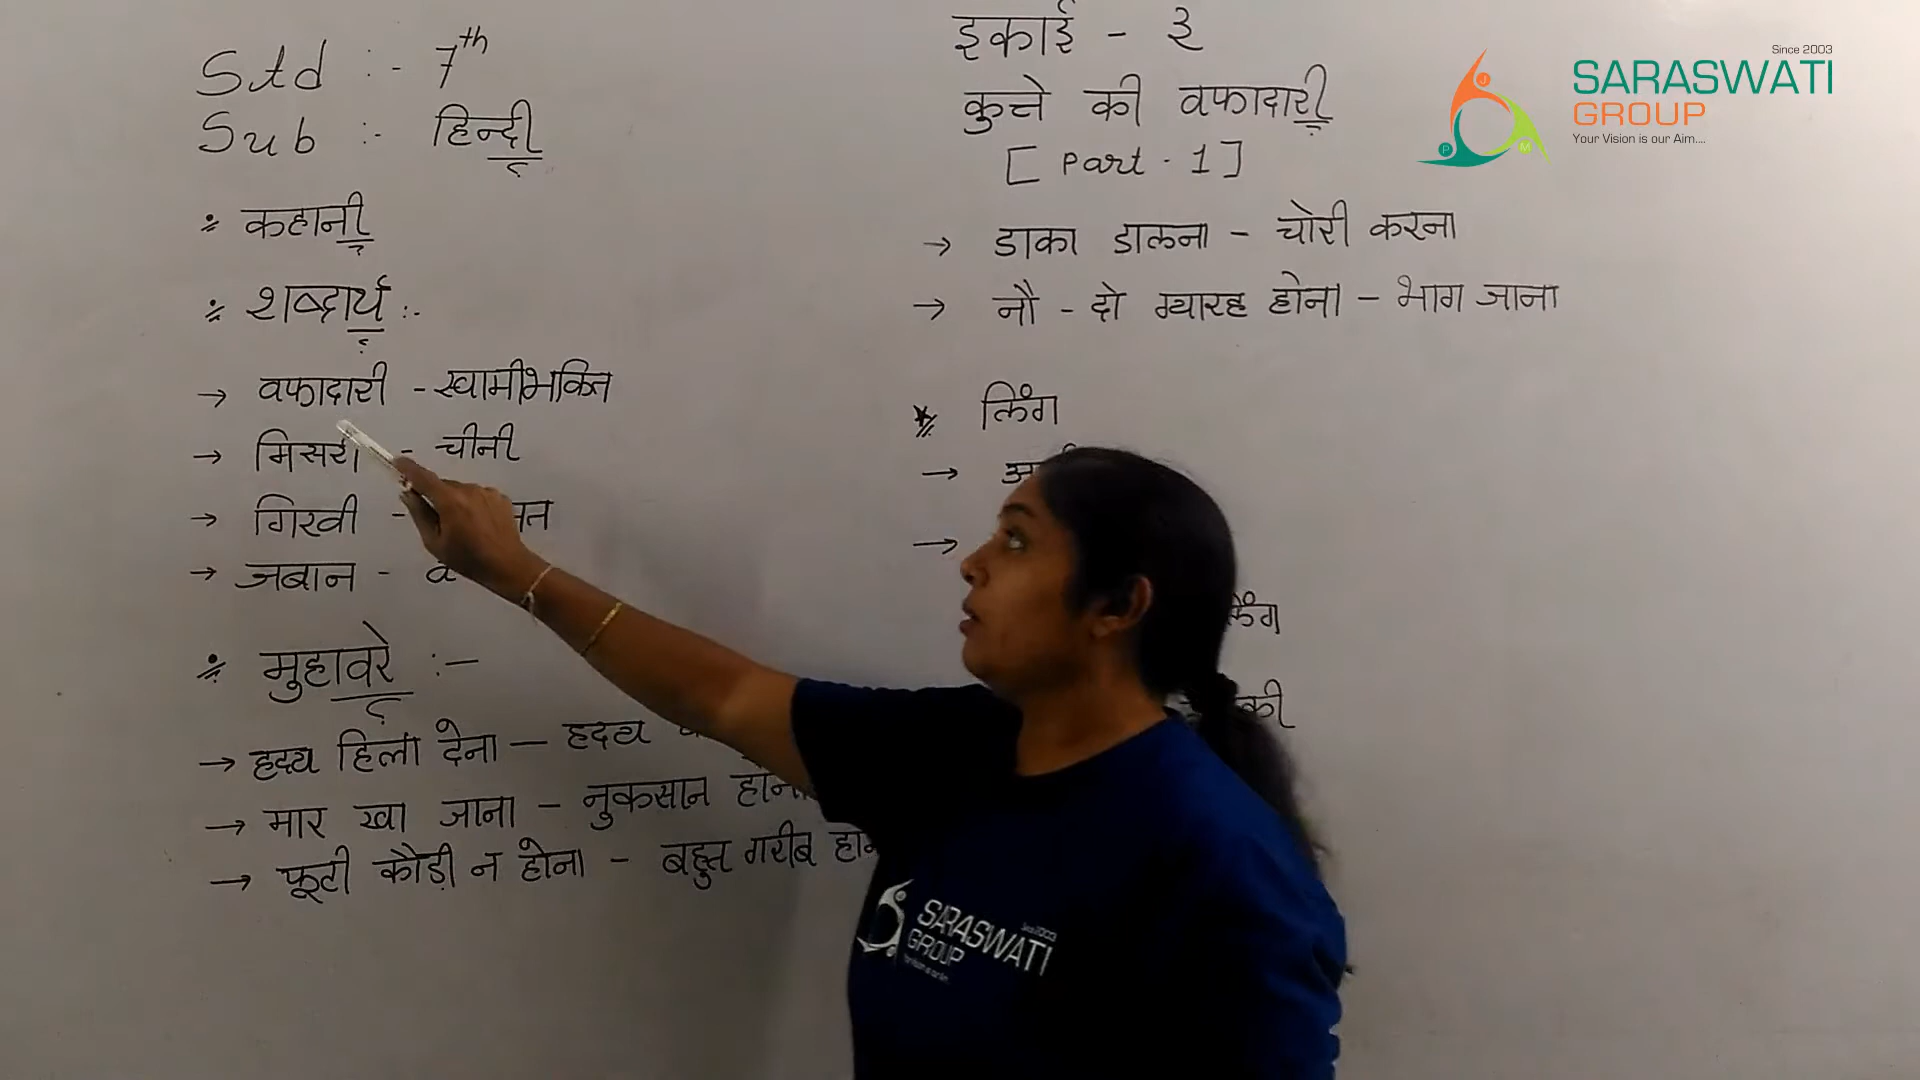 Std :- 7th
Sub :- हिन्दी
कहानी
शब्दार्थ :-
→ वफादारी - स्वामीभक्ति
→ मिसरी - चीनी
→ गिरवी -
→ जबान -
मुहावरे :-
→ हृदय हिला देना - हृदय
→ मार खा जाना - नुकसान होना
→ फूटी कौड़ी न होना - बहुत गरीब
इकाई - ३
कुत्ते की वफादारी
[ Part - 1 ]
→ डाका डालना - चोरी करना
→ नौ - दो ग्यारह होना - भाग जाना
* लिंग
Since 2003
SARASWATI
GROUP
Your Vision is our Aim....
J
P
M
SARASWATI
GROUP